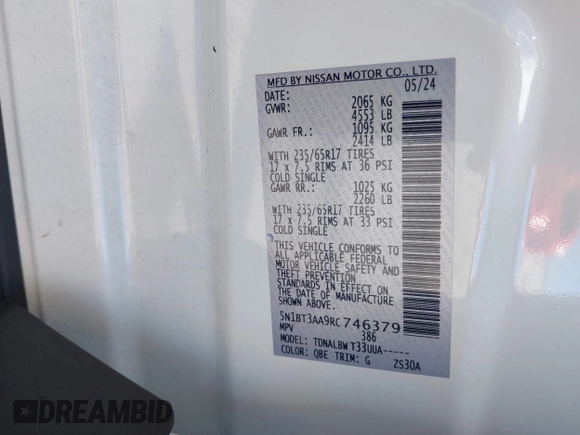 MFD BY NISSAN MOTOR CO., LTD.
DATE: 05/24
GVWR: 2065 KG
4553 LB
GAWR FR.: 1095 KG
2414 LB
WITH 235/65R17 TIRES
17 x 7.5 RIMS AT 36 PSI
COLD SINGLE
GAWR RR.: 1025 KG
2260 LB
WITH 235/65R17 TIRES
17 x 7.5 RIMS AT 33 PSI
COLD SINGLE
THIS VEHICLE CONFORMS TO
ALL APPLICABLE FEDERAL
MOTOR VEHICLE SAFETY AND
THEFT PREVENTION
STANDARDS IN EFFECT ON
THE DATE OF MANUFACTURE
SHOWN ABOVE.
5N1BT3AA9RC746379
MPV 386
MODEL: TDNALBW T33UUA-----
COLOR: QBE TRIM: G ZS30A
DREAMBID